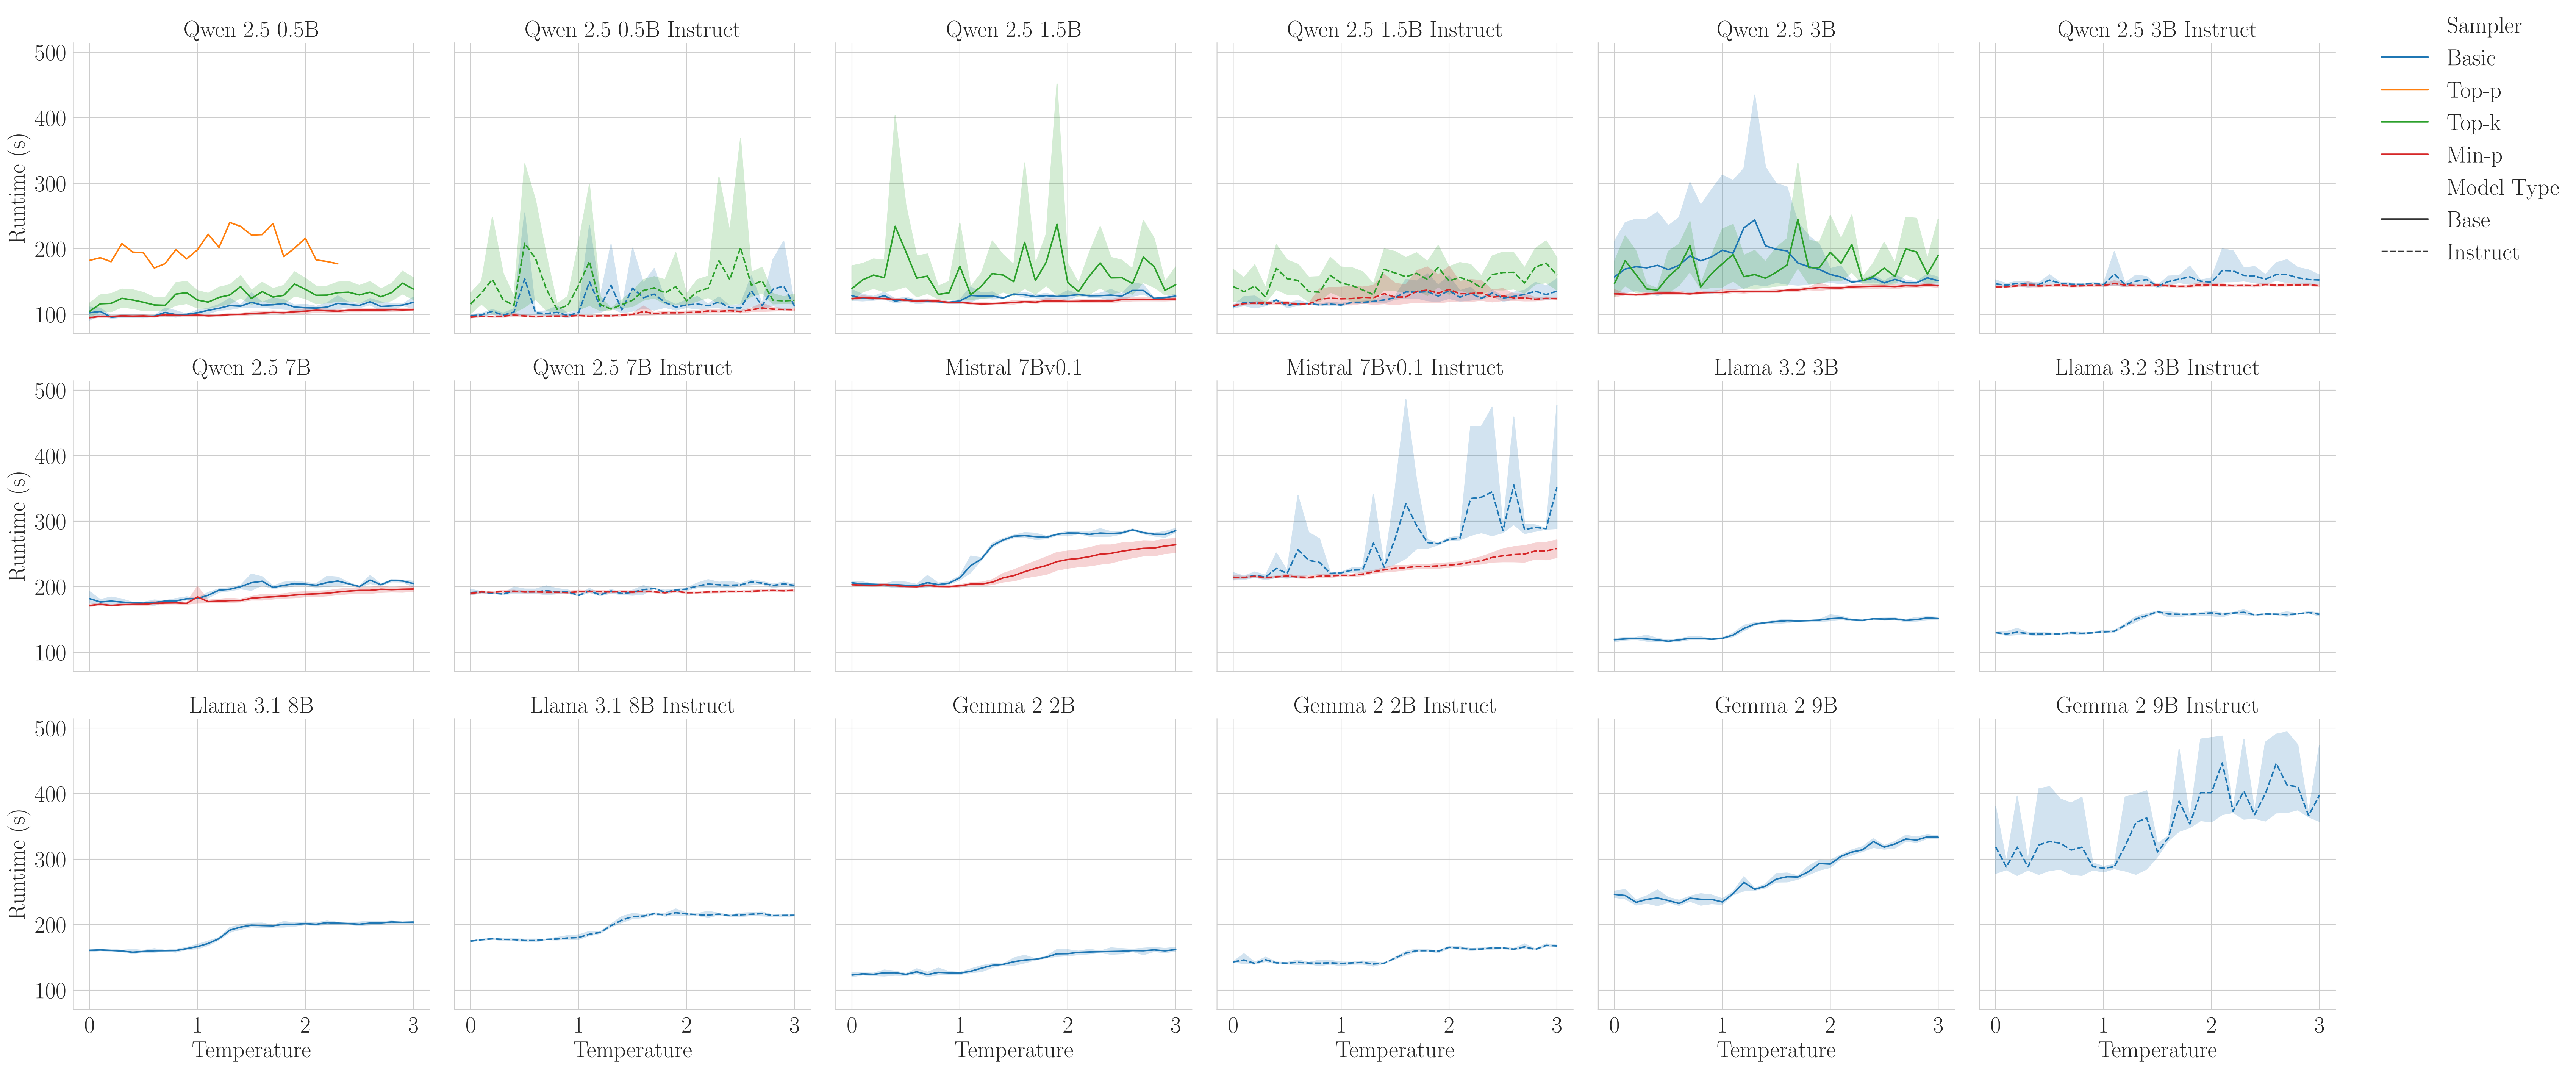 Qwen 2.5 0.5B
Qwen 2.5 0.5B Instruct
Qwen 2.5 1.5B
Qwen 2.5 1.5B Instruct
Qwen 2.5 3B
Qwen 2.5 3B Instruct
Sampler
Basic
Top-p
Top-k
Min-p
Model Type
Base
Instruct
500
400
300
200
100
Runtime (s)
Qwen 2.5 7B
Qwen 2.5 7B Instruct
Mistral 7Bv0.1
Mistral 7Bv0.1 Instruct
Llama 3.2 3B
Llama 3.2 3B Instruct
500
400
300
200
100
Runtime (s)
Llama 3.1 8B
Llama 3.1 8B Instruct
Gemma 2 2B
Gemma 2 2B Instruct
Gemma 2 9B
Gemma 2 9B Instruct
500
400
300
200
100
Runtime (s)
0 1 2 3
0 1 2 3
0 1 2 3
0 1 2 3
0 1 2 3
0 1 2 3
Temperature
Temperature
Temperature
Temperature
Temperature
Temperature